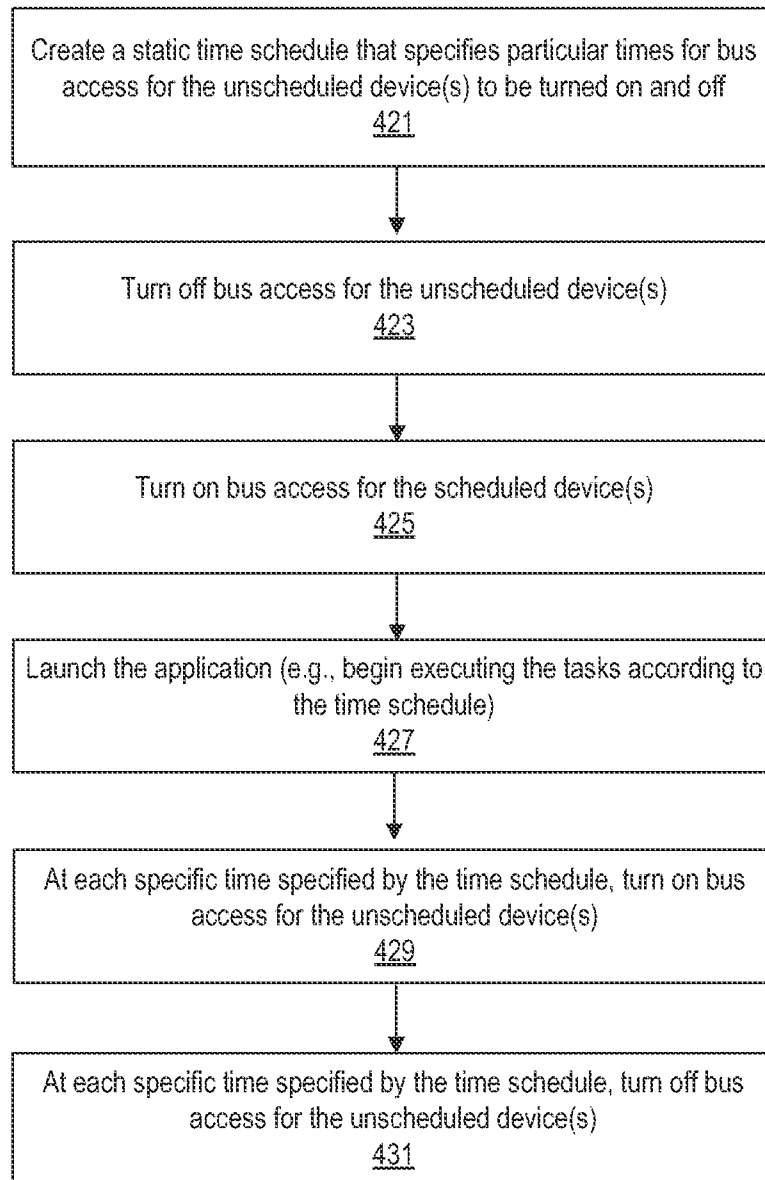 Create a static time schedule that specifies particular times for bus
access for the unscheduled device(s) to be turned on and off
421
Turn off bus access for the unscheduled device(s)
423
Turn on bus access for the scheduled device(s)
425
Launch the application (e.g., begin executing the tasks according to
the time schedule)
427
At each specific time specified by the time schedule, turn on bus
access for the unscheduled device(s)
429
At each specific time specified by the time schedule, turn off bus
access for the unscheduled device(s)
431